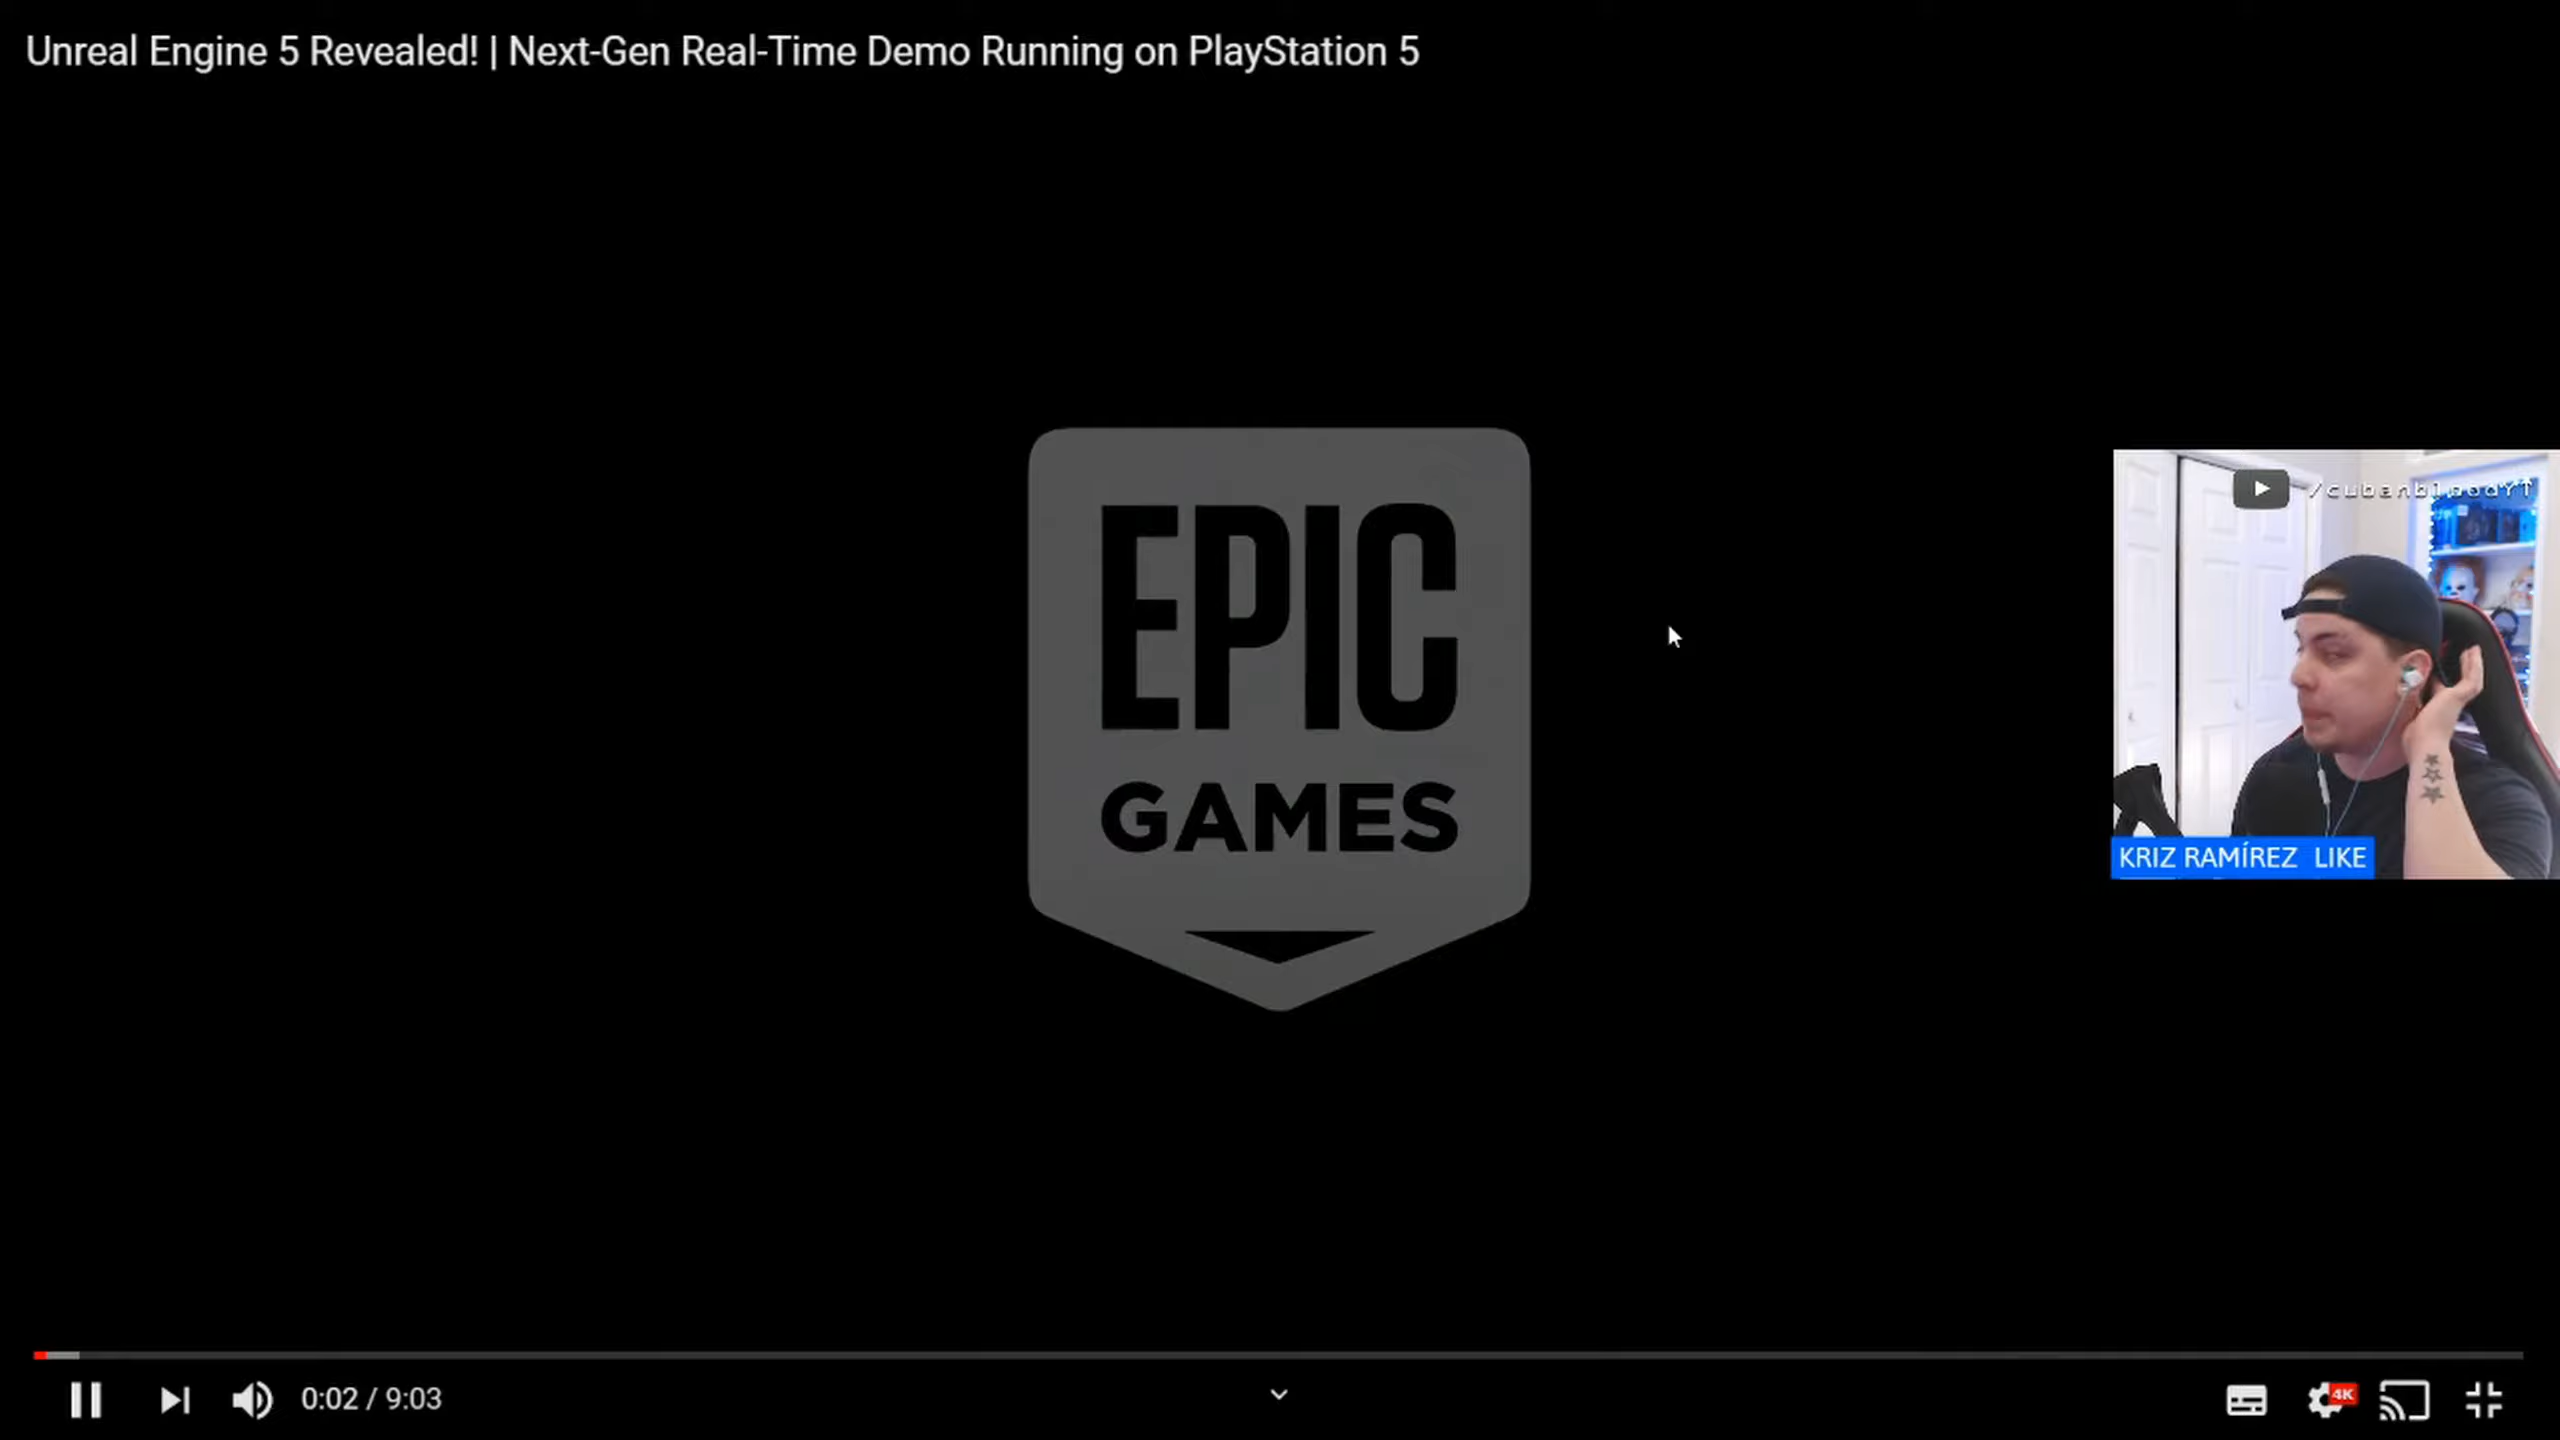 Unreal Engine 5 Revealed! | Next-Gen Real-Time Demo Running on PlayStation 5
EPIC
GAMES
/cubanbloodYT
KRIZ RAMÍREZ LIKE
0:02 / 9:03
4K